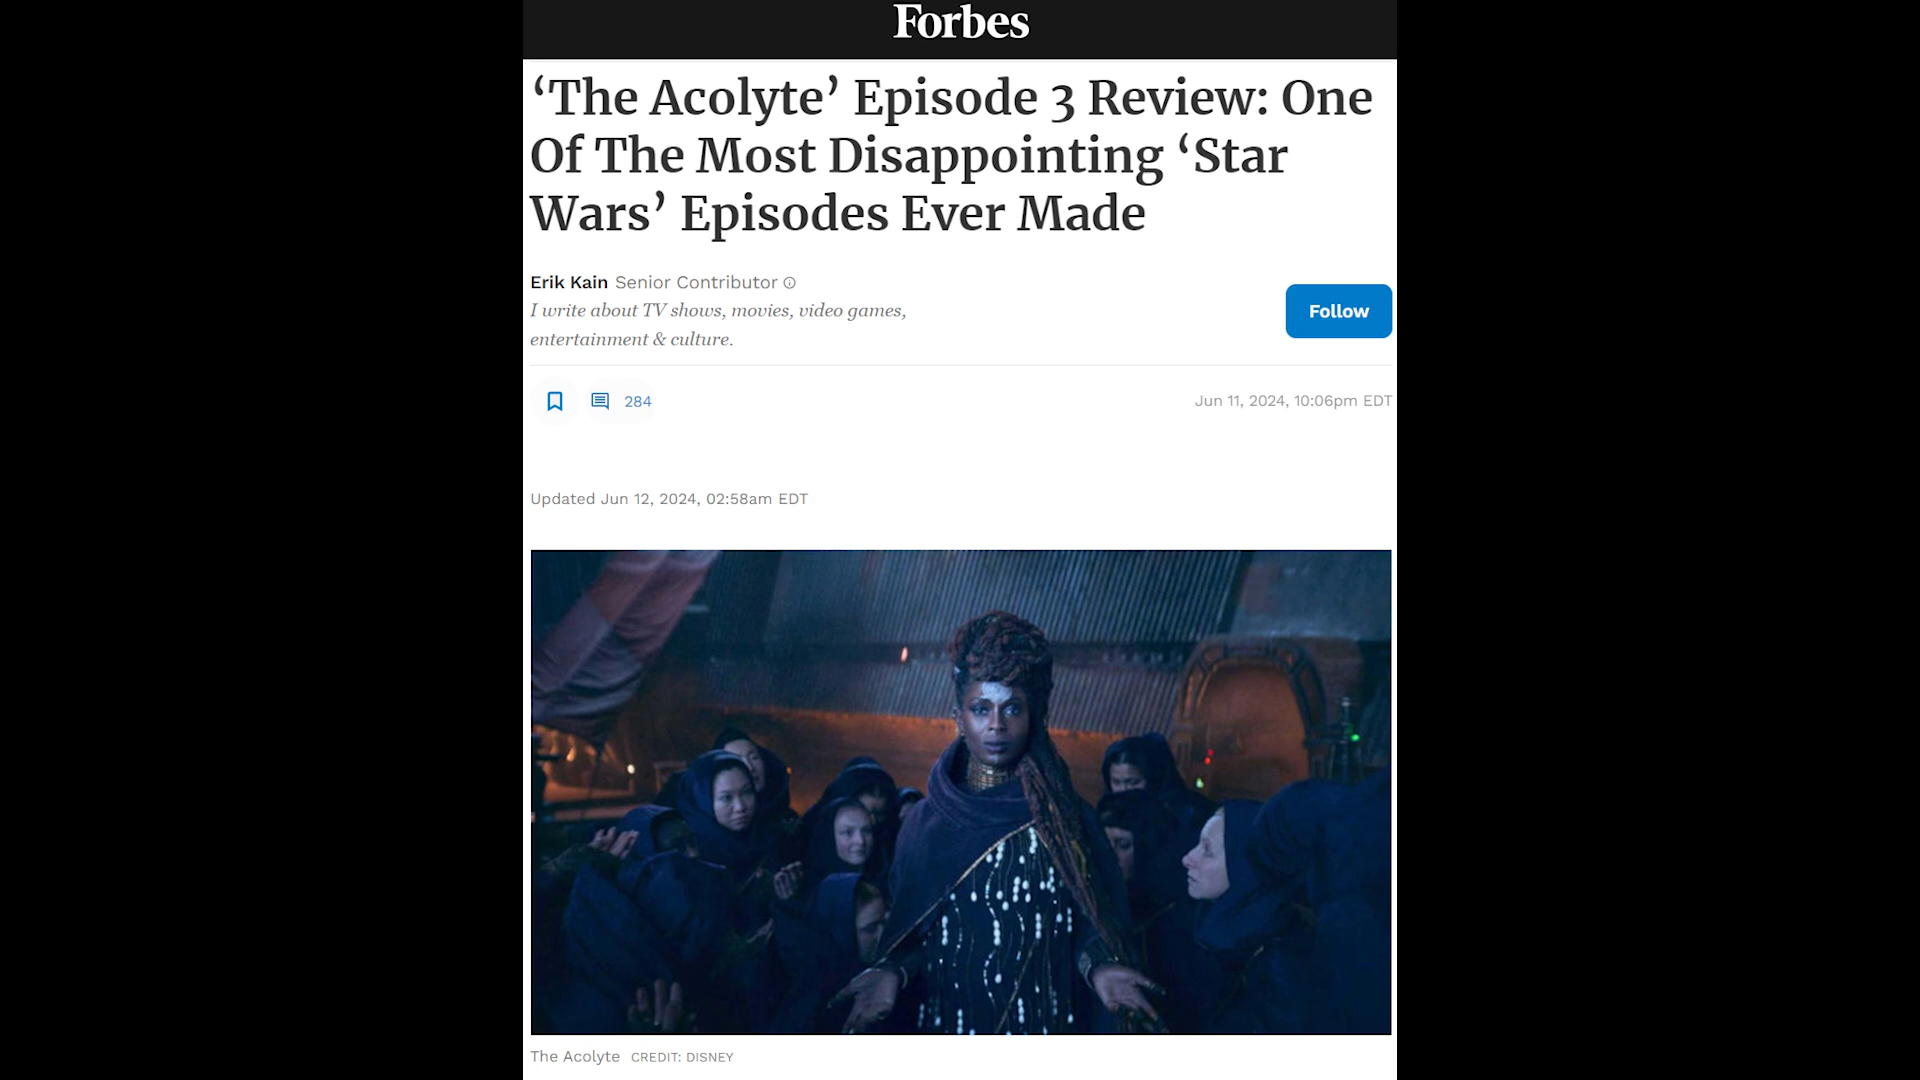 Forbes
‘The Acolyte’ Episode 3 Review: One
Of The Most Disappointing ‘Star
Wars’ Episodes Ever Made
Erik Kain Senior Contributor
I write about TV shows, movies, video games,
entertainment & culture.
Follow
284
Jun 11, 2024, 10:06pm EDT
Updated Jun 12, 2024, 02:58am EDT
The Acolyte CREDIT: DISNEY